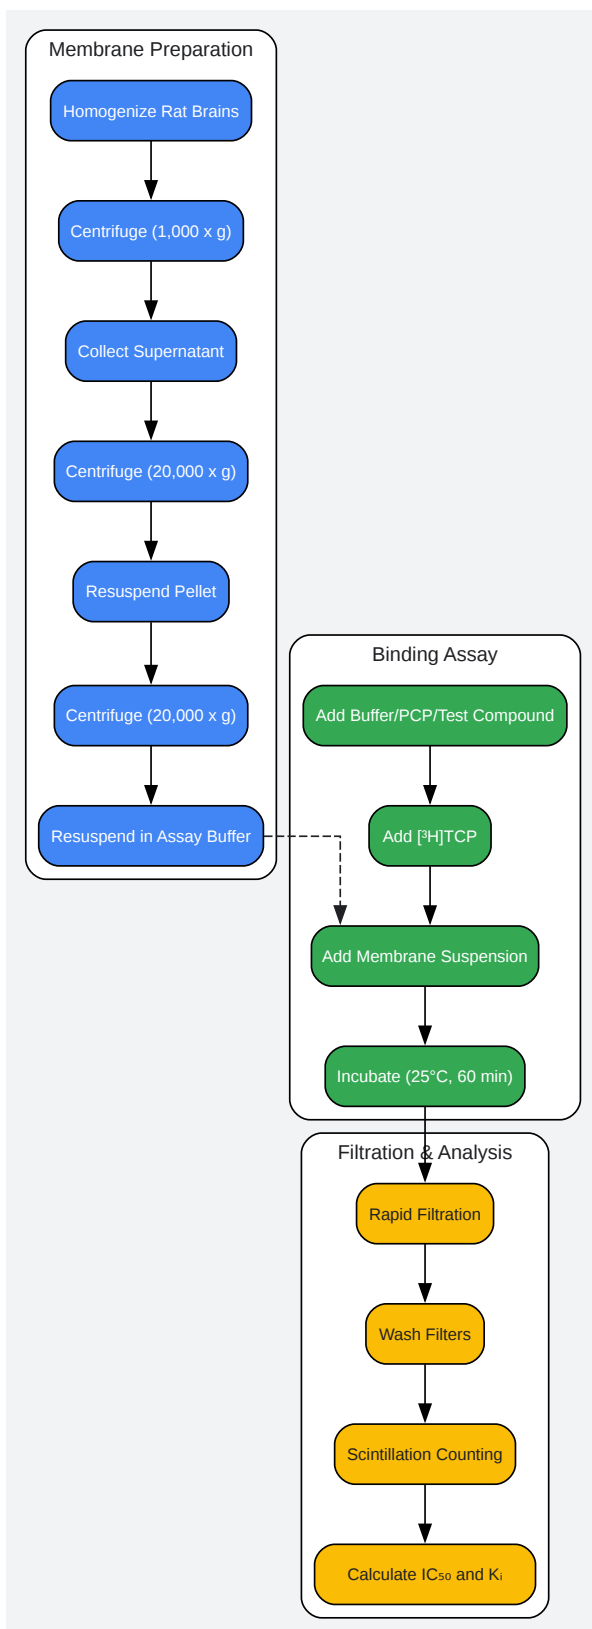 Membrane Preparation
Homogenize Rat Brains
Centrifuge (1,000 x g)
Collect Supernatant
Centrifuge (20,000 x g)
Resuspend Pellet
Centrifuge (20,000 x g)
Resuspend in Assay Buffer
Binding Assay
Add Buffer/PCP/Test Compound
Add [³H]TCP
Add Membrane Suspension
Incubate (25°C, 60 min)
Filtration & Analysis
Rapid Filtration
Wash Filters
Scintillation Counting
Calculate IC₅₀ and Kᵢ